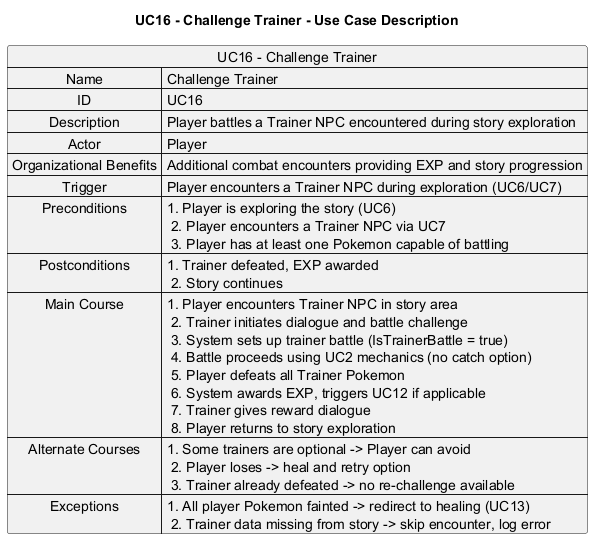 UC16 - Challenge Trainer - Use Case Description
UC16 - Challenge Trainer
Name Challenge Trainer
ID UC16
Description Player battles a Trainer NPC encountered during story exploration
Actor Player
Organizational Benefits Additional combat encounters providing EXP and story progression
Trigger Player encounters a Trainer NPC during exploration (UC6/UC7)
Preconditions 1. Player is exploring the story (UC6)
2. Player encounters a Trainer NPC via UC7
3. Player has at least one Pokemon capable of battling
Postconditions 1. Trainer defeated, EXP awarded
2. Story continues
Main Course 1. Player encounters Trainer NPC in story area
2. Trainer initiates dialogue and battle challenge
3. System sets up trainer battle (IsTrainerBattle = true)
4. Battle proceeds using UC2 mechanics (no catch option)
5. Player defeats all Trainer Pokemon
6. System awards EXP, triggers UC12 if applicable
7. Trainer gives reward dialogue
8. Player returns to story exploration
Alternate Courses 1. Some trainers are optional -> Player can avoid
2. Player loses -> heal and retry option
3. Trainer already defeated -> no re-challenge available
Exceptions 1. All player Pokemon fainted -> redirect to healing (UC13)
2. Trainer data missing from story -> skip encounter, log error